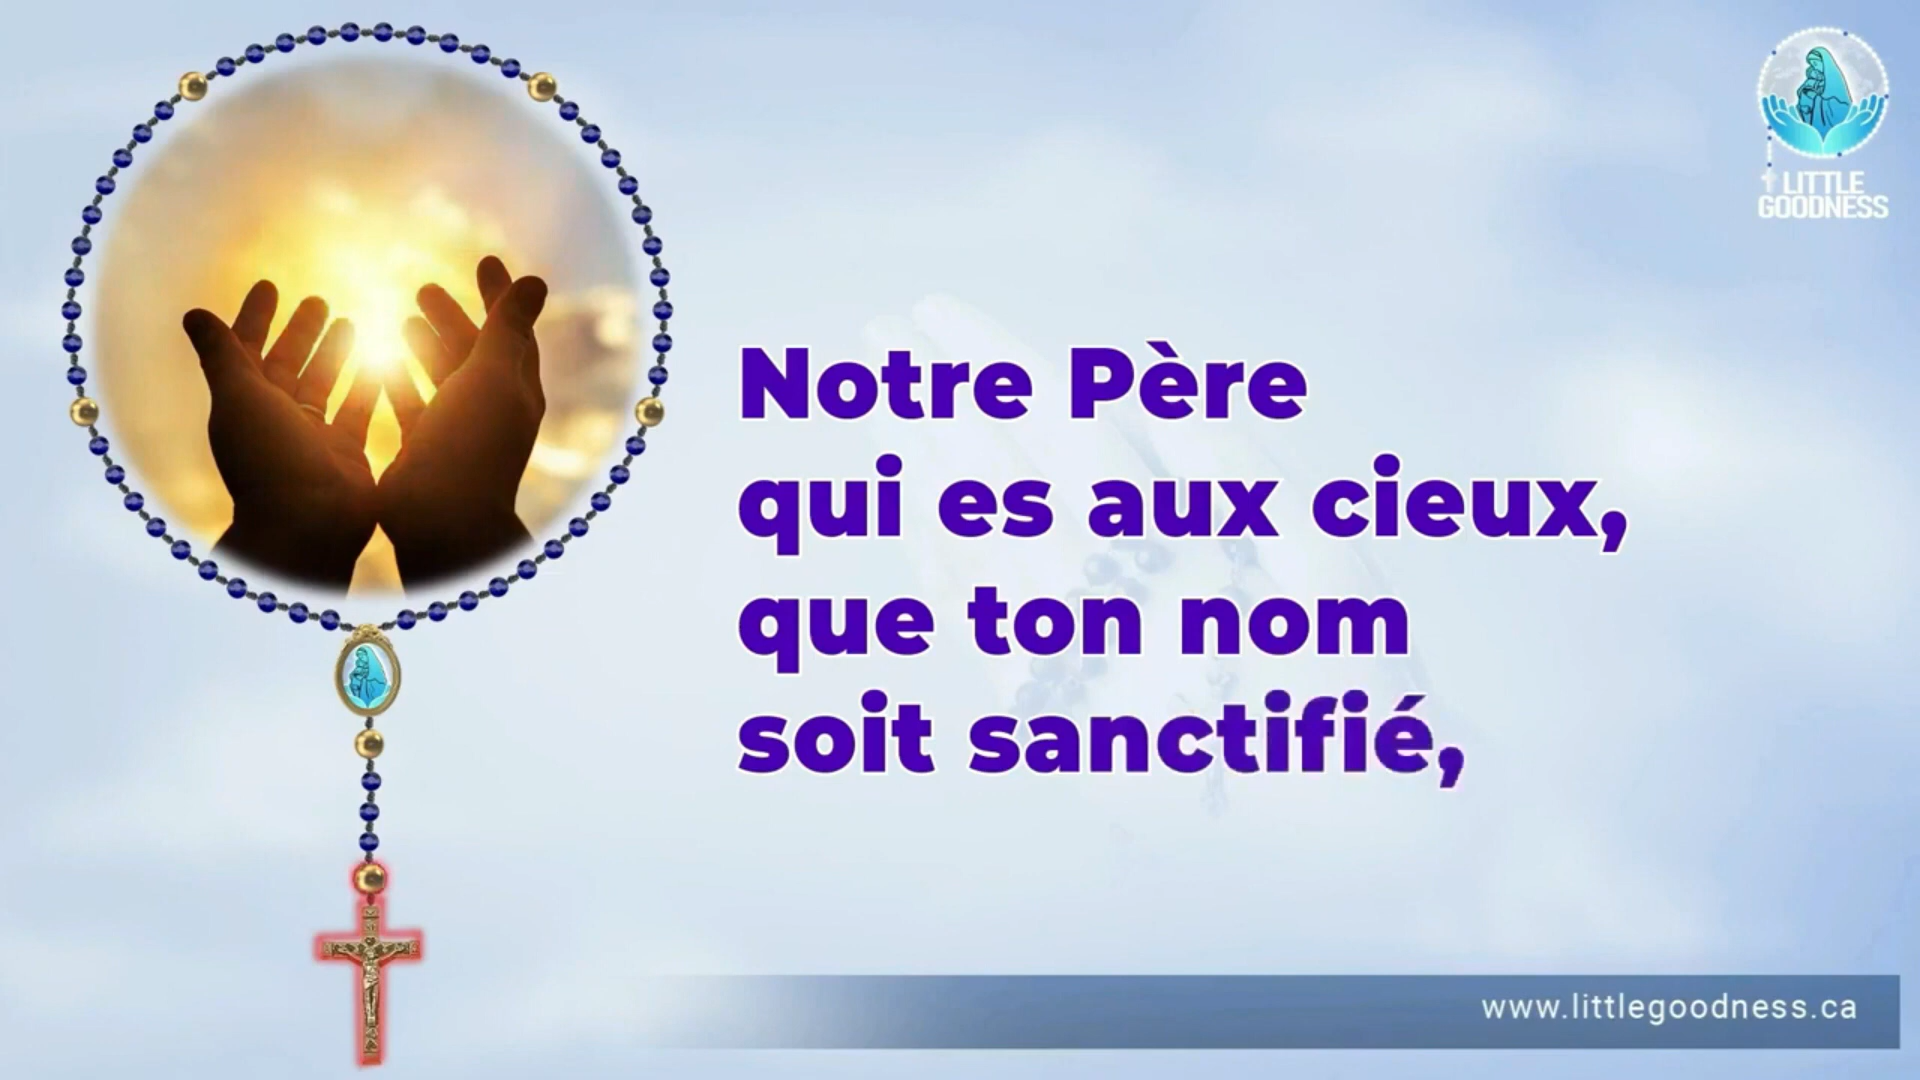 LITTLE
GOODNESS
Notre Père
qui es aux cieux,
que ton nom
soit sanctifié,
www.littlegoodness.ca